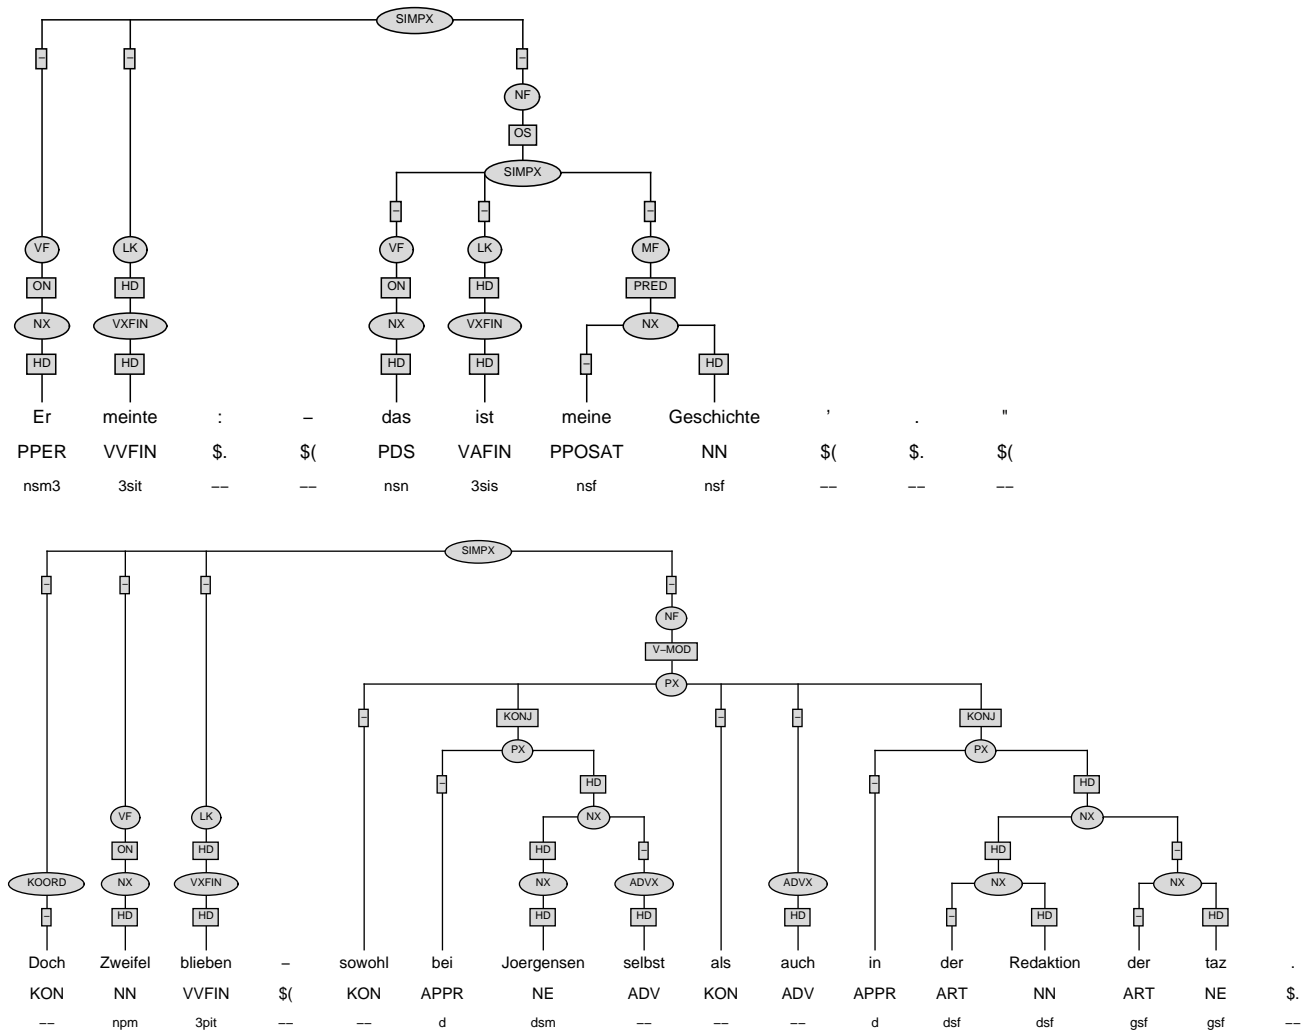 SIMPX
– – –
NF
OS
SIMPX
– – –
VF LK VF LK MF
ON HD ON HD PRED
NX VXFIN NX VXFIN NX
HD HD HD HD – HD
Er meinte : – das ist meine Geschichte ' . "
PPER VVFIN $. $( PDS VAFIN PPOSAT NN $( $. $(
nsm3 3sit –– –– nsn 3sis nsf nsf –– –– ––
SIMPX
– – – –
NF
V–MOD
PX
– KONJ – – KONJ
PX PX
– HD – HD
VF LK NX NX
ON HD HD – HD –
KOORD NX VXFIN NX ADVX ADVX NX NX
– HD HD HD HD HD – HD – HD
Doch Zweifel blieben – sowohl bei Joergensen selbst als auch in der Redaktion der taz .
KON NN VVFIN $( KON APPR NE ADV KON ADV APPR ART NN ART NE $.
–– npm 3pit –– –– d dsm –– –– –– d dsf dsf gsf gsf ––